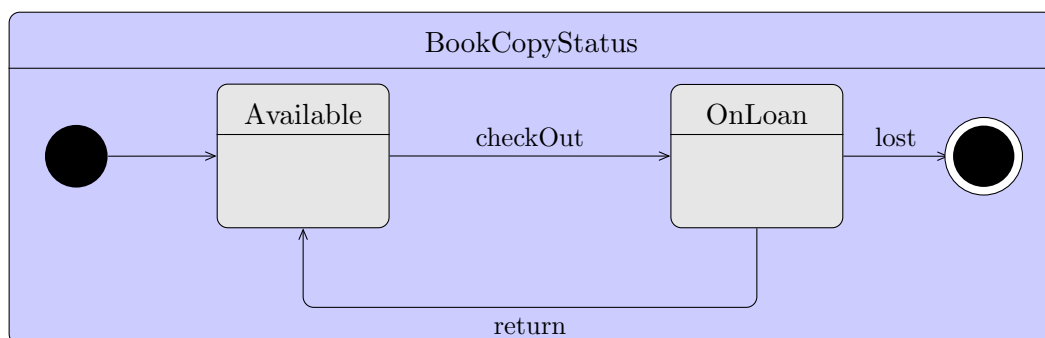 BookCopyStatus
Available
OnLoan
checkOut
lost
return